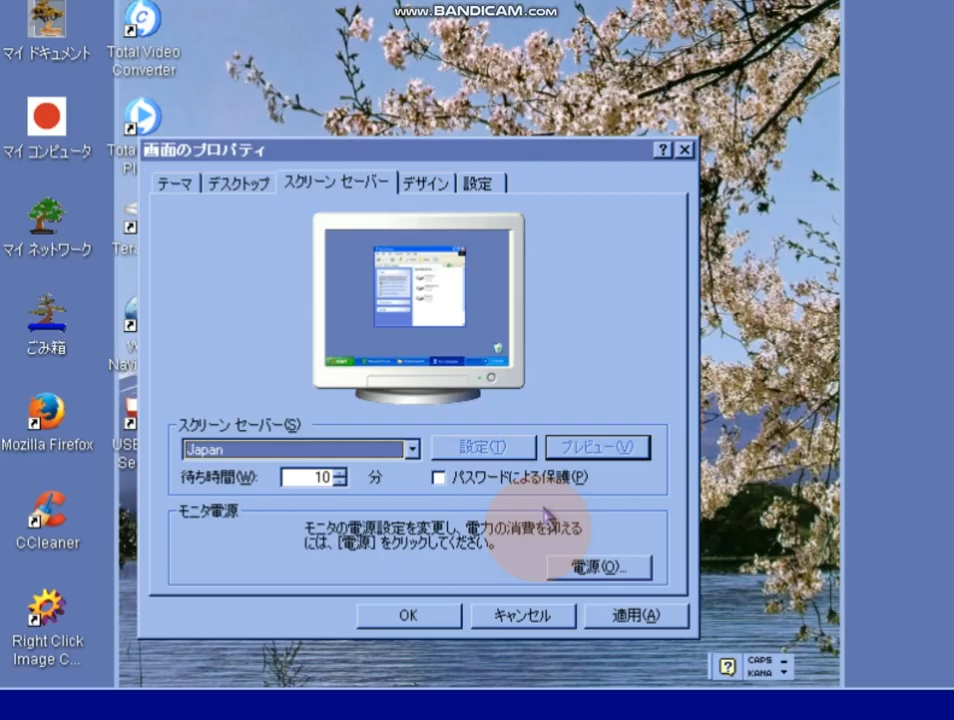 www.BANDICAM.com
マイ ドキュメント
Total Video
Converter
マイ コンピュータ
マイ ネットワーク
ごみ箱
Mozilla Firefox
CCleaner
Right Click
Image C...
画面のプロパティ
テーマ
デスクトップ
スクリーン セーバー
デザイン
設定
スクリーン セーバー(S)
Japan
設定(T)
プレビュー(V)
待ち時間(W):
10
分
パスワードによる保護(P)
モニタ電源
モニタの電源設定を変更し、電力の消費を抑える
には、[電源] をクリックしてください。
電源(O)...
OK
キャンセル
適用(A)
CAPS
KANA